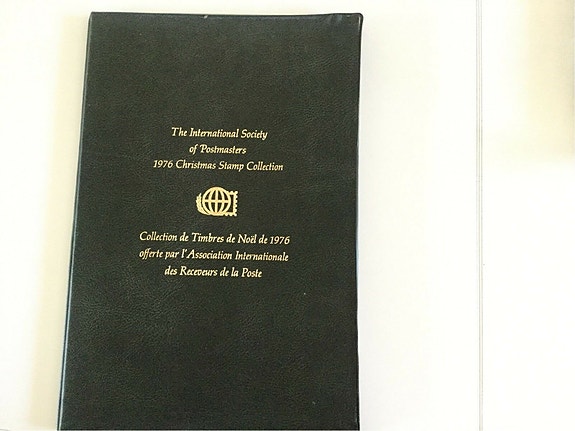 The International Society
of Postmasters
1976 Christmas Stamp Collection
Collection de Timbres de Noël de 1976
offerte par l'Association Internationale
des Receveurs de la Poste